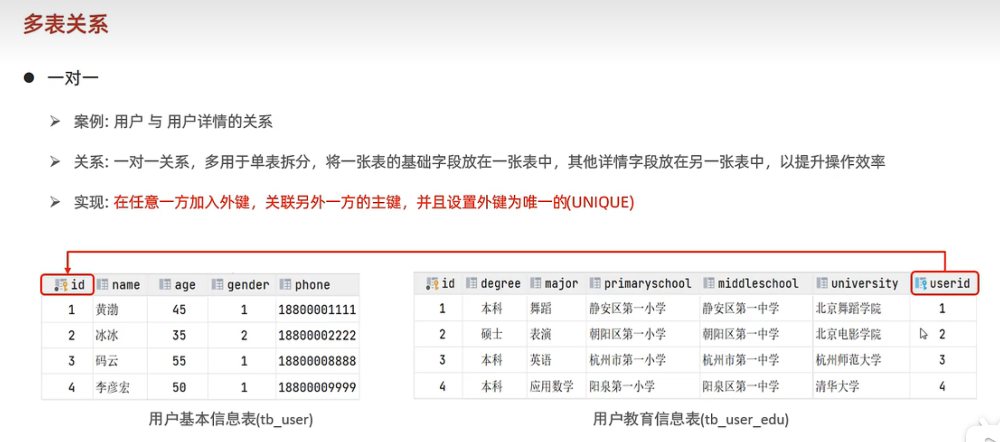 多表关系
● 一对一
➢ 案例: 用户 与 用户详情的关系
➢ 关系: 一对一关系，多用于单表拆分，将一张表的基础字段放在一张表中，其他详情字段放在另一张表中，以提升操作效率
➢ 实现: 在任意一方加入外键，关联另外一方的主键，并且设置外键为唯一的(UNIQUE)
id name age gender phone
1 黄渤 45 1 18800001111
2 冰冰 35 2 18800002222
3 码云 55 1 18800008888
4 李彦宏 50 1 18800009999
用户基本信息表(tb_user)
id degree major primaryschool middleschool university userid
1 本科 舞蹈 静安区第一小学 静安区第一中学 北京舞蹈学院 1
2 硕士 表演 朝阳区第一小学 朝阳区第一中学 北京电影学院 2
3 本科 英语 杭州市第一小学 杭州市第一中学 杭州师范大学 3
4 本科 应用数学 阳泉第一小学 阳泉区第一中学 清华大学 4
用户教育信息表(tb_user_edu)